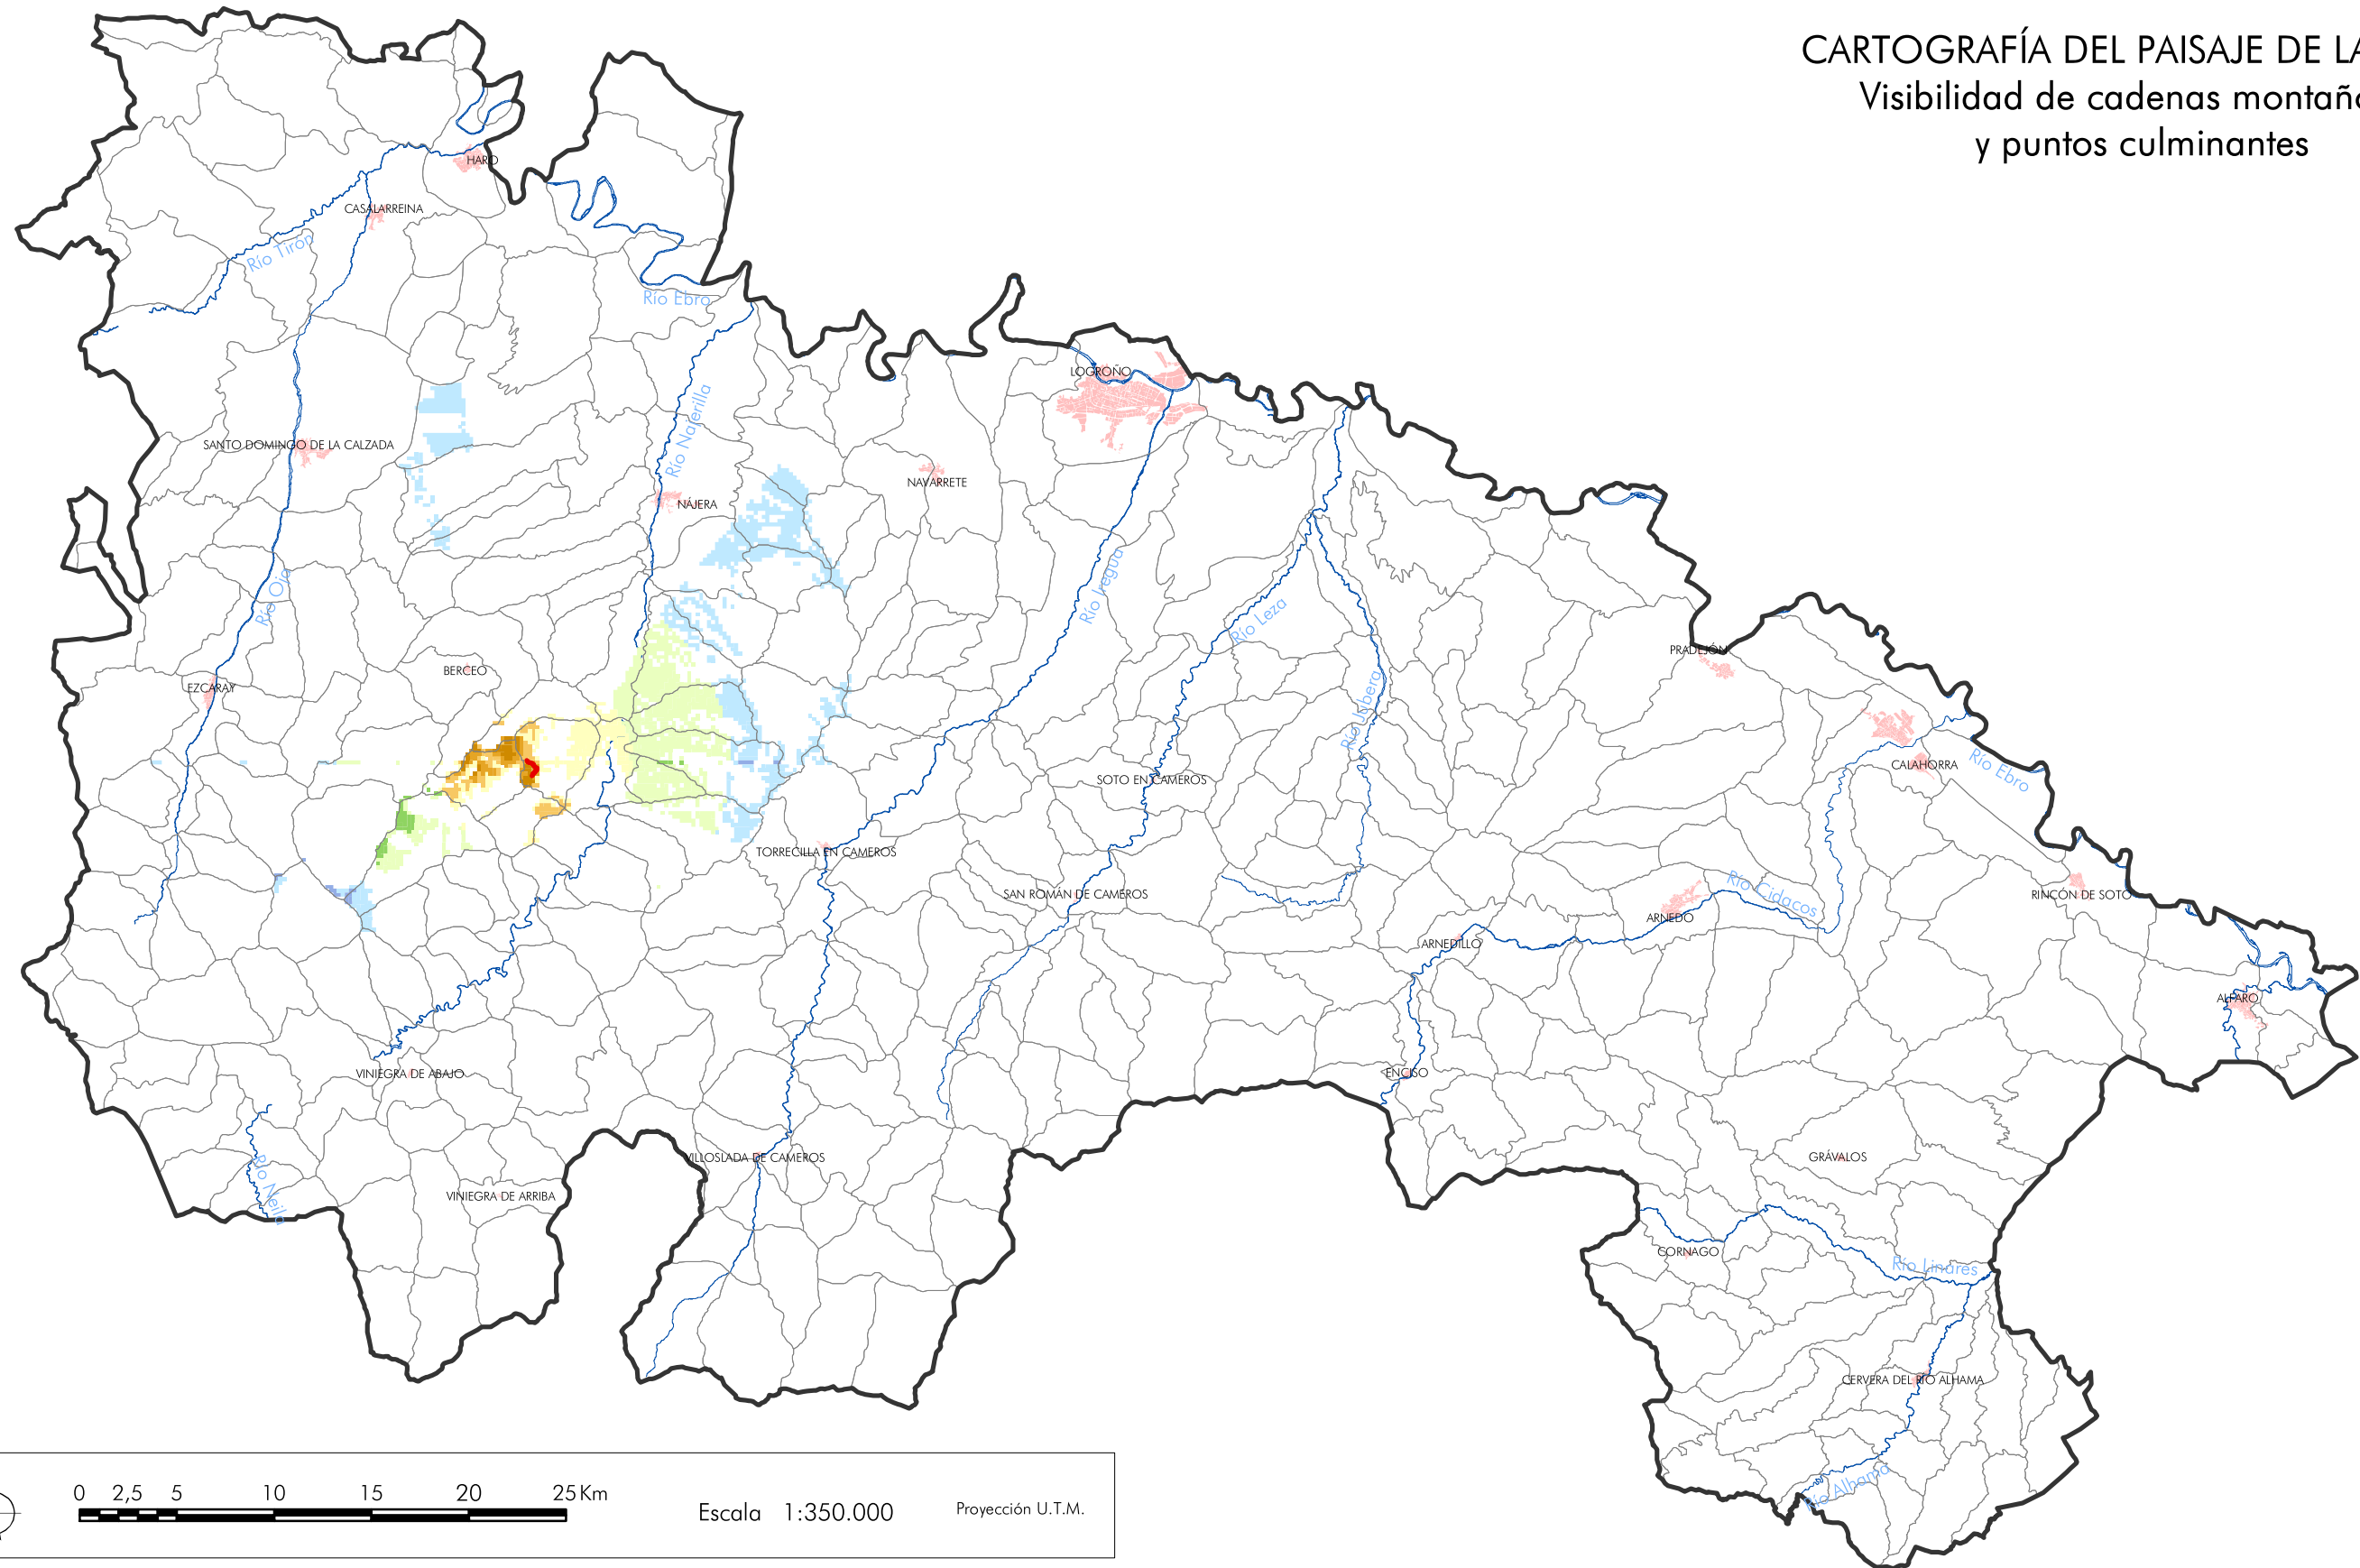 CARTOGRAFÍA DEL PAISAJE DE LA
Visibilidad de cadenas montaño
y puntos culminantes
HARO
CASALARREINA
Río Tirón
Río Ebro
LOGROÑO
SANTO DOMINGO DE LA CALZADA
Río Najerilla
NAVARRETE
NÁJERA
Río Oja
Río Iregua
Río Leza
PRADEJÓN
BERCEO
EZCARAY
Río Jubera
SOTO EN CAMEROS
CALAHORRA
Río Ebro
TORRECILLA EN CAMEROS
SAN ROMÁN DE CAMEROS
Río Cidacos
RINCÓN DE SOTO
ARNEDO
ARNEDILLO
ALFARO
VINIEGRA DE ABAJO
ENCISO
VILLOSLADA DE CAMEROS
GRÁVALOS
Río Neila
VINIEGRA DE ARRIBA
CORNAGO
Río Linares
CERVERA DEL RÍO ALHAMA
Río Alhama
0 2,5 5 10 15 20 25 Km
Escala 1:350.000
Proyección U.T.M.